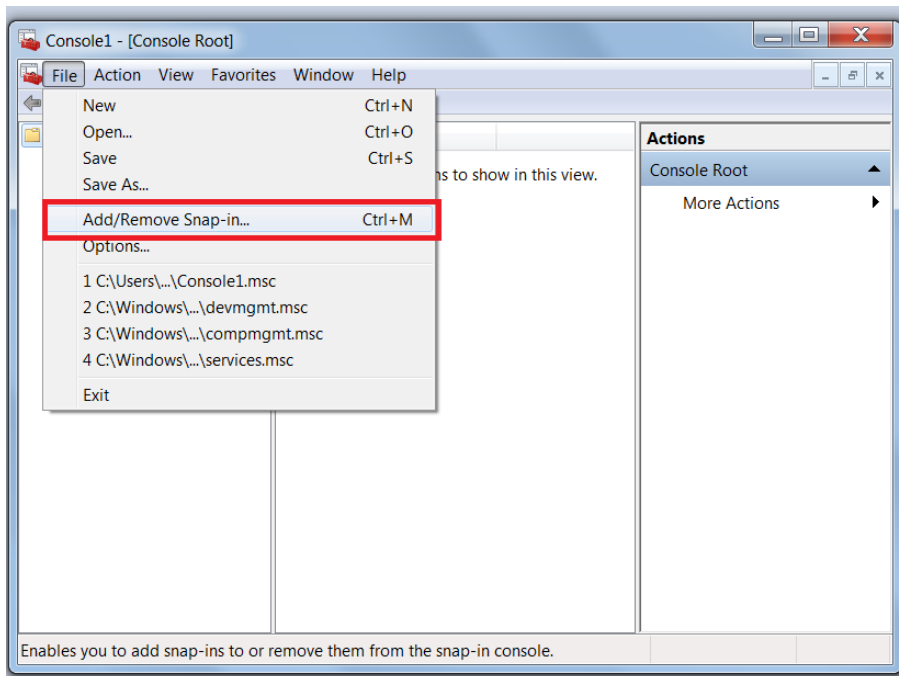 Console1 - [Console Root]
File Action View Favorites Window Help
New Ctrl+N
Open... Ctrl+O
Save Ctrl+S
Save As...
Add/Remove Snap-in... Ctrl+M
Options...
1 C:\Users\...\Console1.msc
2 C:\Windows\...\devmgmt.msc
3 C:\Windows\...\compmgmt.msc
4 C:\Windows\...\services.msc
Exit
to show in this view.
Actions
Console Root
More Actions
Enables you to add snap-ins to or remove them from the snap-in console.